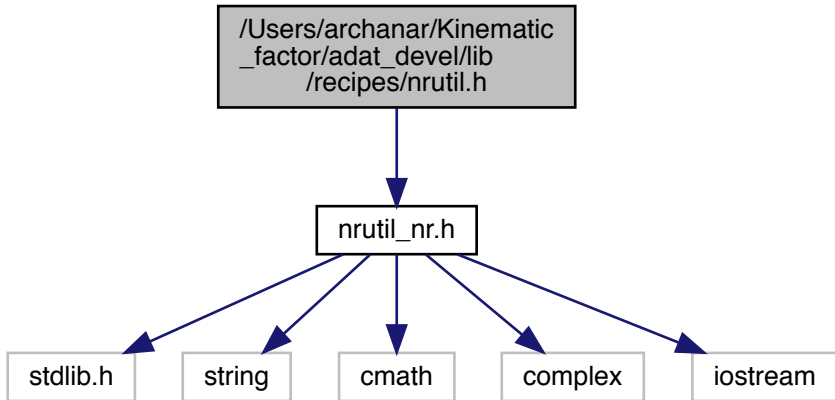 /Users/archanar/Kinematic
_factor/adat_devel/lib
/recipes/nrutil.h
nrutil_nr.h
stdlib.h
string
cmath
complex
iostream